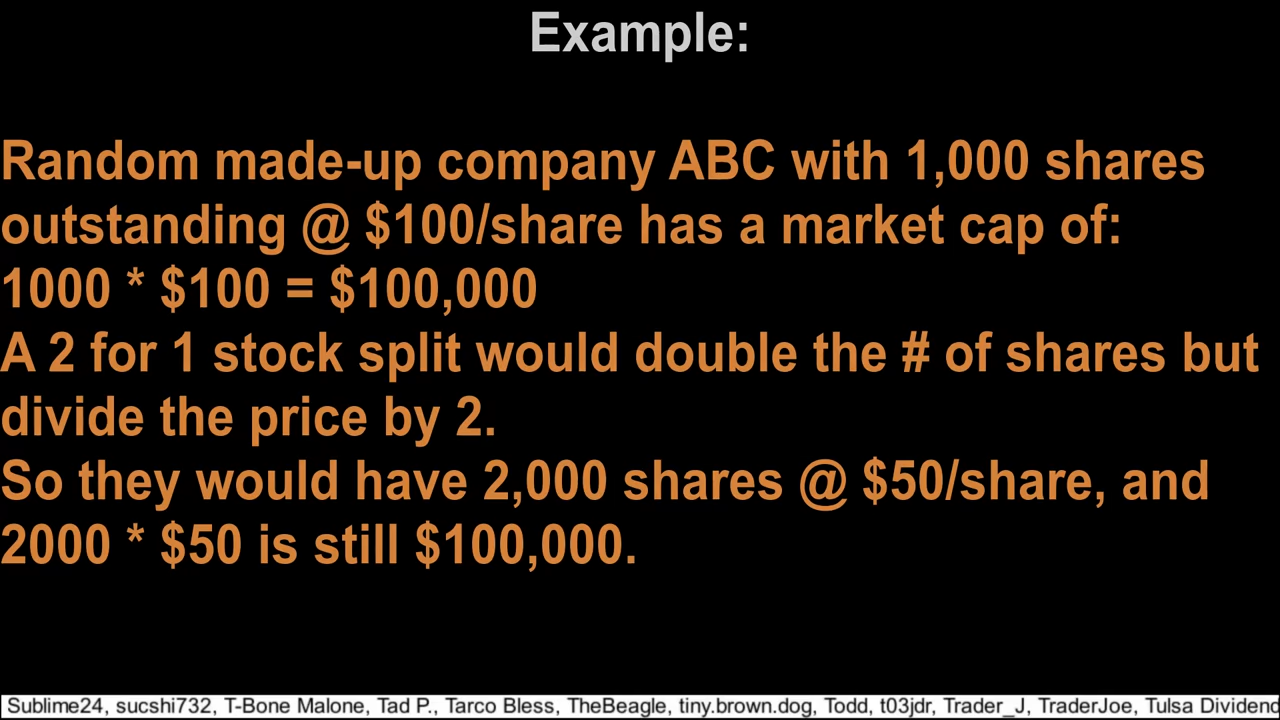 Example:
Random made-up company ABC with 1,000 shares
outstanding @ $100/share has a market cap of:
1000 * $100 = $100,000
A 2 for 1 stock split would double the # of shares but
divide the price by 2.
So they would have 2,000 shares @ $50/share, and
2000 * $50 is still $100,000.
Sublime24, sucshi732, T-Bone Malone, Tad P., Tarco Bless, TheBeagle, tiny.brown.dog, Todd, t03jdr, Trader_J, TraderJoe, Tulsa Dividend